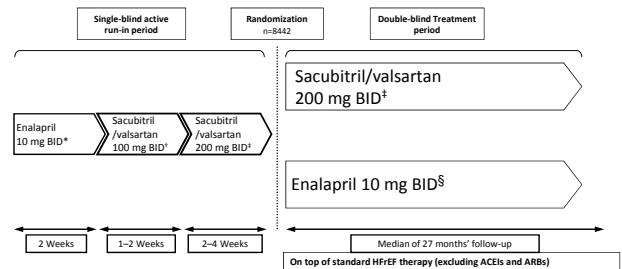 Single-blind active
run-in period
Randomization
n=8442
Double-blind Treatment
period
Enalapril
10 mg BID*
Sacubitril
/valsartan
100 mg BID†
Sacubitril
/valsartan
200 mg BID‡
Sacubitril/valsartan
200 mg BID‡
Enalapril 10 mg BID§
2 Weeks
1–2 Weeks
2–4 Weeks
Median of 27 months' follow-up
On top of standard HFrEF therapy (excluding ACEIs and ARBs)